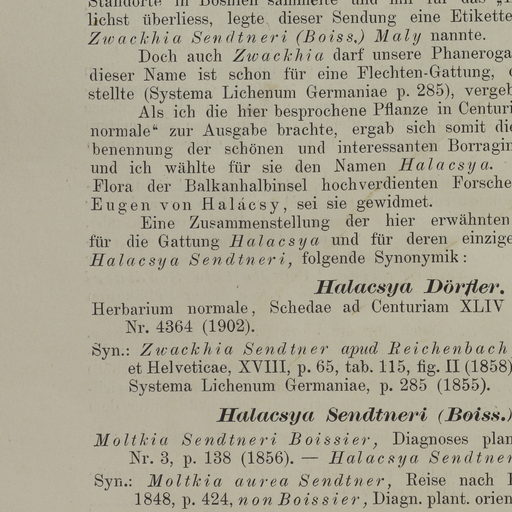 Standorte in Bosnien sammelte und mir für das
lichst überliess, legte dieser Sendung eine Etikette
Zwackhia Sendtneri (Boiss.) Maly nannte.
Doch auch Zwackhia darf unsere Phaneroga
dieser Name ist schon für eine Flechten-Gattung,
stellte (Systema Lichenum Germaniae p. 285), vergeb
Als ich die hier besprochene Pflanze in Centuri
normale“ zur Ausgabe brachte, ergab sich somit die
benennung der schönen und interessanten Borragin
und ich wählte für sie den Namen Halacsya.
Flora der Balkanhalbinsel hochverdienten Forsche
Eugen von Halácsy, sei sie gewidmet.
Eine Zusammenstellung der hier erwähnten
für die Gattung Halacsya und für deren einzige
Halacsya Sendtneri, folgende Synonymik:
Halacsya Dörfler.
Herbarium normale, Schedae ad Centuriam XLIV
Nr. 4364 (1902).
Syn.: Zwackhia Sendtner apud Reichenbach
et Helveticae, XVIII, p. 65, tab. 115, fig. II (1858)
Systema Lichenum Germaniae, p. 285 (1855).
Halacsya Sendtneri (Boiss.)
Moltkia Sendtneri Boissier, Diagnoses plan
Nr. 3, p. 138 (1856). — Halacsya Sendtner
Syn.: Moltkia aurea Sendtner, Reise nach
1848, p. 424, non Boissier, Diagn. plant. orien